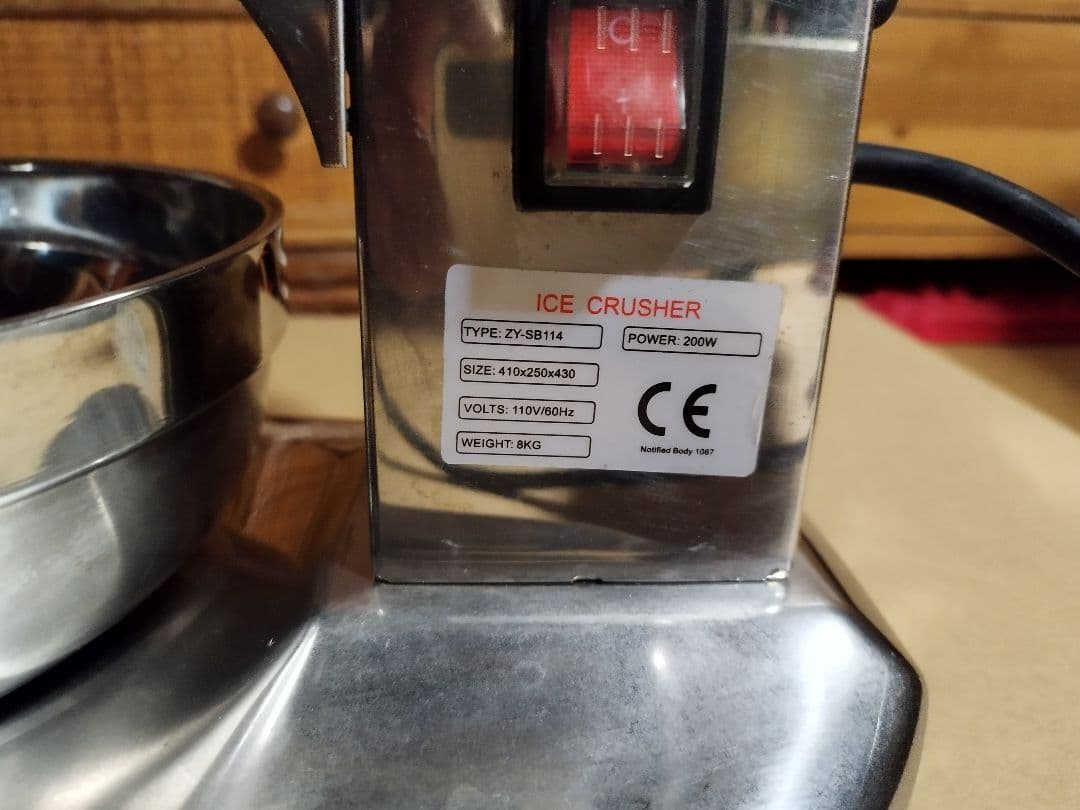 ICE CRUSHER
TYPE: ZY-SB114
POWER: 200W
SIZE: 410x250x430
VOLTS: 110V/60Hz
WEIGHT: 8KG
CE
Notified Body 1067